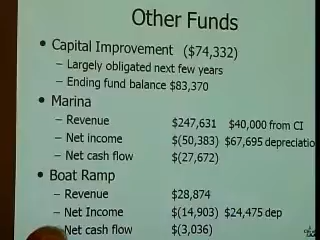 Other Funds
• Capital Improvement ($74,332)
– Largely obligated next few years
– Ending fund balance $83,370
• Marina
– Revenue $247,631 $40,000 from CI
– Net income $(50,383) $67,695 depreciatio
– Net cash flow $(27,672)
• Boat Ramp
– Revenue $28,874
– Net Income $(14,903) $24,475 dep
Net cash flow $(3,036)